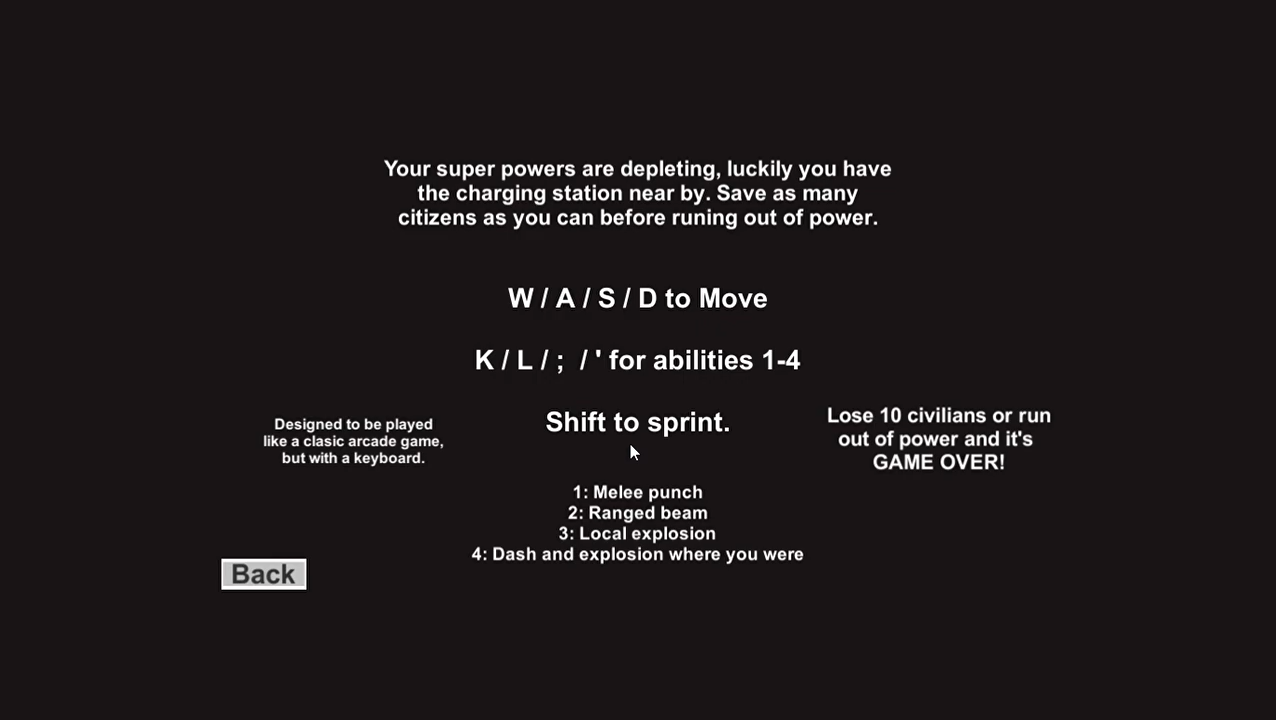 Your super powers are depleting, luckily you have
the charging station near by. Save as many
citizens as you can before runing out of power.
W / A / S / D to Move
K / L / ;  / ' for abilities 1-4
Shift to sprint.
Designed to be played
like a clasic arcade game,
but with a keyboard.
Lose 10 civilians or run
out of power and it's
GAME OVER!
1: Melee punch
2: Ranged beam
3: Local explosion
4: Dash and explosion where you were
Back